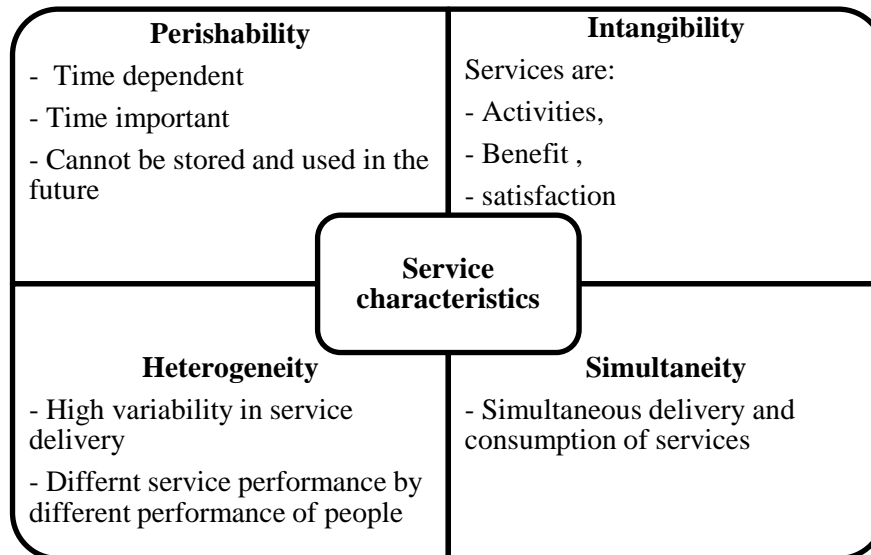 Perishability
- Time dependent
- Time important
- Cannot be stored and used in the
future
Intangibility
Services are:
- Activities,
- Benefit ,
- satisfaction
Service
characteristics
Heterogeneity
- High variability in service
delivery
- Differnt service performance by
different performance of people
Simultaneity
- Simultaneous delivery and
consumption of services